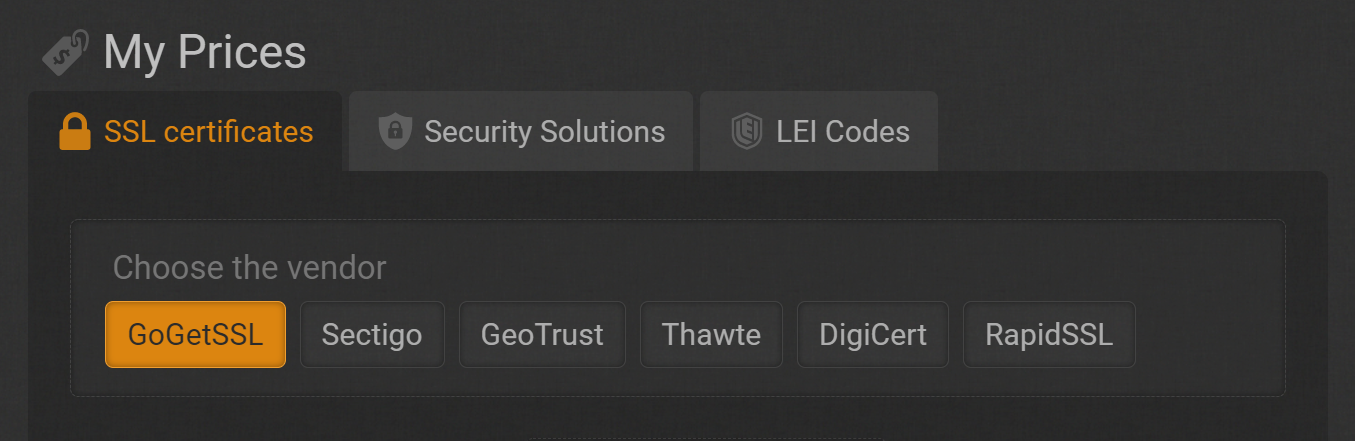 My Prices
SSL certificates Security Solutions LEI Codes
Choose the vendor
GoGetSSL Sectigo GeoTrust Thawte DigiCert RapidSSL